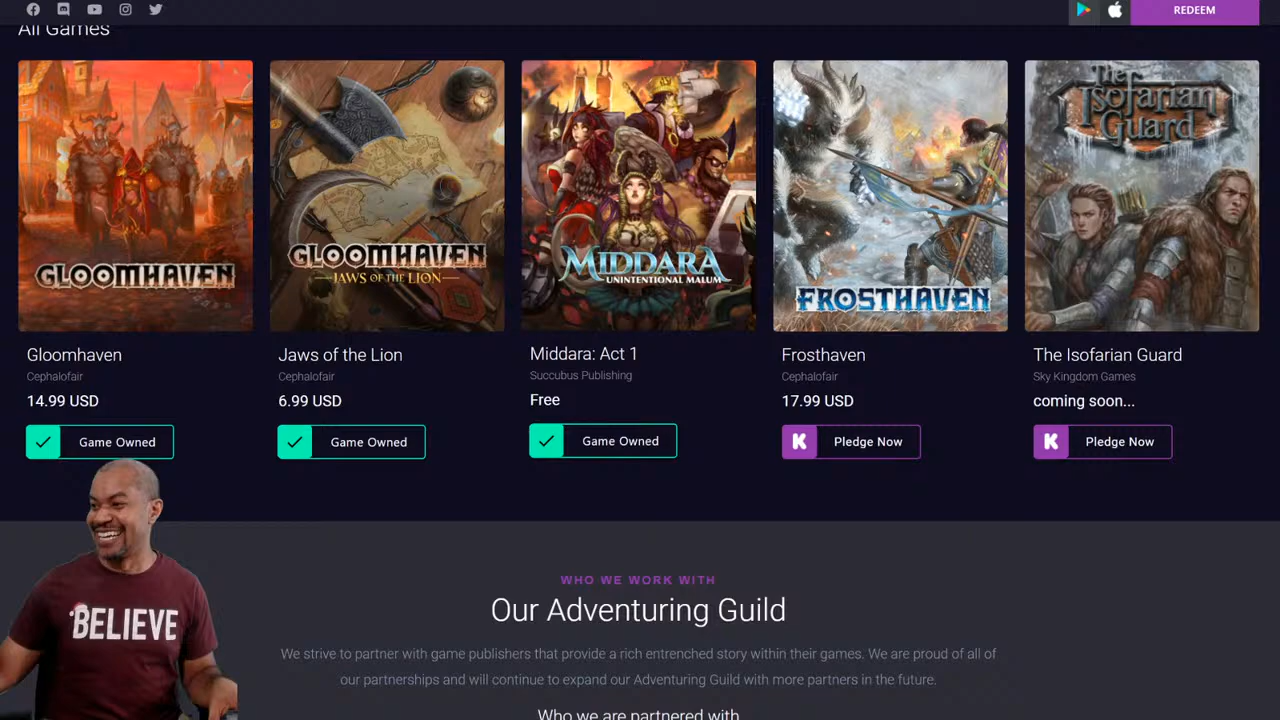 REDEEM
All Games
GLOOMHAVEN
GLOOMHAVEN
JAWS OF THE LION
MIDDARA
UNINTENTIONAL MALUM
FROSTHAVEN
The
Isofarian
Guard
Gloomhaven
Cephalofair
14.99 USD
Game Owned
Jaws of the Lion
Cephalofair
6.99 USD
Game Owned
Middara: Act 1
Succubus Publishing
Free
Game Owned
Frosthaven
Cephalofair
17.99 USD
K Pledge Now
The Isofarian Guard
Sky Kingdom Games
coming soon...
K Pledge Now
BELIEVE
WHO WE WORK WITH
Our Adventuring Guild
We strive to partner with game publishers that provide a rich entrenched story within their games. We are proud of all of
our partnerships and will continue to expand our Adventuring Guild with more partners in the future.
Who we are partnered with